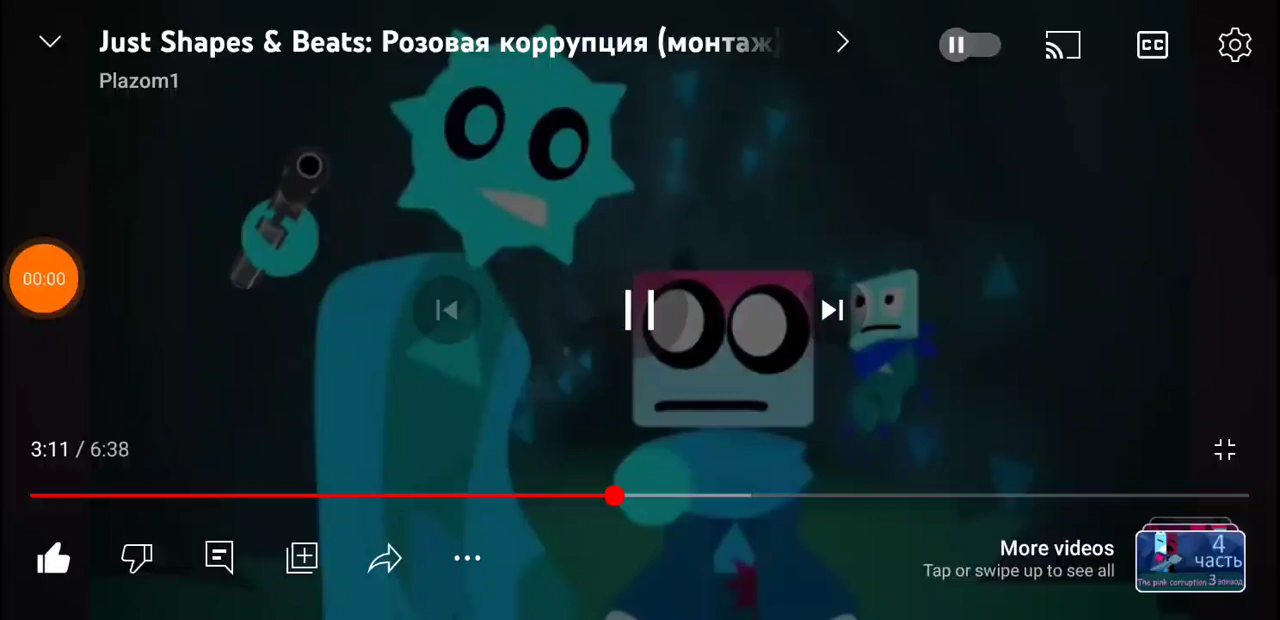 Just Shapes & Beats: Розовая коррупция (монтаж
Plazom1
CC
00:00
3:11 / 6:38
More videos
Tap or swipe up to see all
4
часть
The pink corruption 3 эпизод